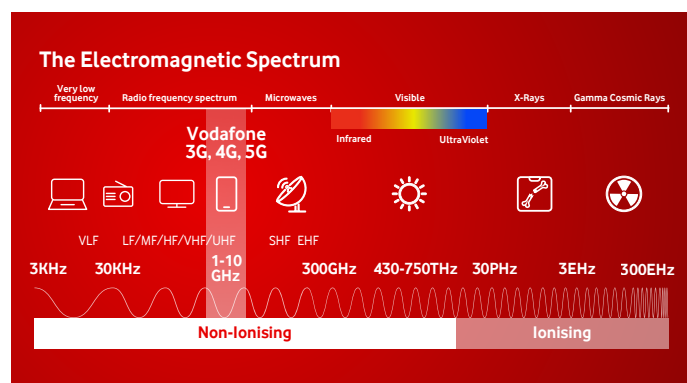 The Electromagnetic Spectrum
Very low
frequency
Radio frequency spectrum
Microwaves
Visible
X-Rays
Gamma Cosmic Rays
Infrared
UltraViolet
Vodafone
3G, 4G, 5G
VLF
LF/MF/HF/VHF/UHF
SHF EHF
3KHz
30KHz
1-10
GHz
300GHz
430-750THz
30PHz
3EHz
300EHz
Non-Ionising
Ionising